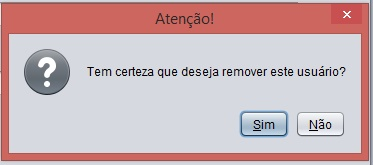 Atenção!
Tem certeza que deseja remover este usuário?
Sim Não